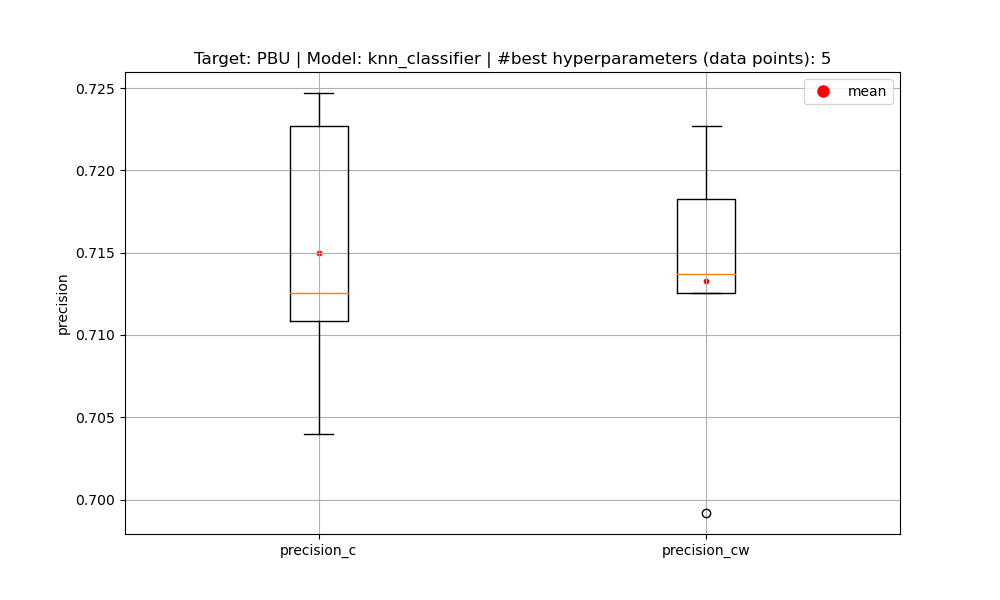 Target: PBU | Model: knn_classifier | #best hyperparameters (data points): 5
mean
0.725
0.720
0.715
0.710
0.705
0.700
precision
precision_c
precision_cw